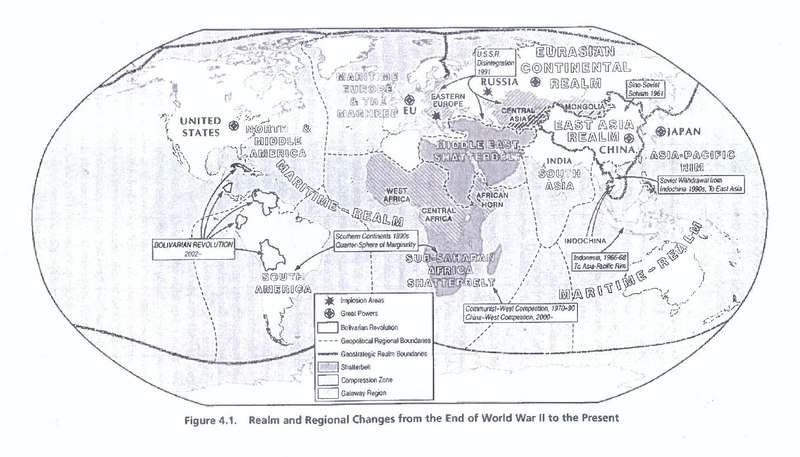 U.S.S.R.
Disintegration
1991
EURASIAN
CONTINENTAL
REALM
RUSSIA
Sino-Soviet
Schism 1961
MARITIME
EUROPE
& THE
MAGHREB
EU
EASTERN
EUROPE
CENTRAL
ASIA
MONGOLIA
UNITED
STATES
NORTH &
MIDDLE
AMERICA
EAST ASIA
REALM
CHINA
JAPAN
MIDDLE EAST
SHATTERBELT
ASIA-PACIFIC
RIM
INDIA
SOUTH
ASIA
Soviet Withdrawal from
Indochina 1990s, To East Asia
MARITIME-REALM
WEST
AFRICA
CENTRAL
AFRICA
AFRICAN
HORN
BOLIVARIAN REVOLUTION
2002-
Southern Continents 1990s
Quarter-Sphere of Marginality
INDOCHINA
Indonesia, 1966-68
To Asia-Pacific Rim
SOUTH
AMERICA
SUB-SAHARAN
AFRICA
SHATTERBELT
MARITIME-REALM
Communist-West Competition, 1970-90
China-West Competition, 2000-
Implosion Areas
Great Powers
Bolivarian Revolution
Geopolitical Regional Boundaries
Geostrategic Realm Boundaries
Shatterbelt
Compression Zone
Gateway Region
Figure 4.1. Realm and Regional Changes from the End of World War II to the Present